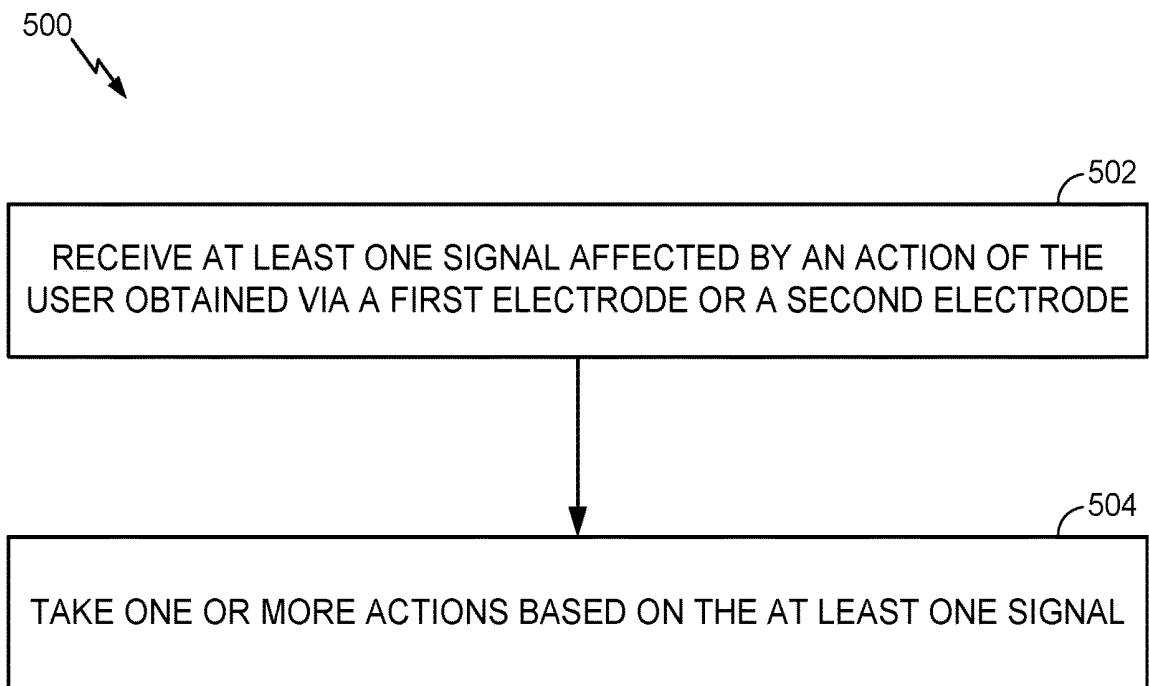 500
502
RECEIVE AT LEAST ONE SIGNAL AFFECTED BY AN ACTION OF THE
USER OBTAINED VIA A FIRST ELECTRODE OR A SECOND ELECTRODE
504
TAKE ONE OR MORE ACTIONS BASED ON THE AT LEAST ONE SIGNAL